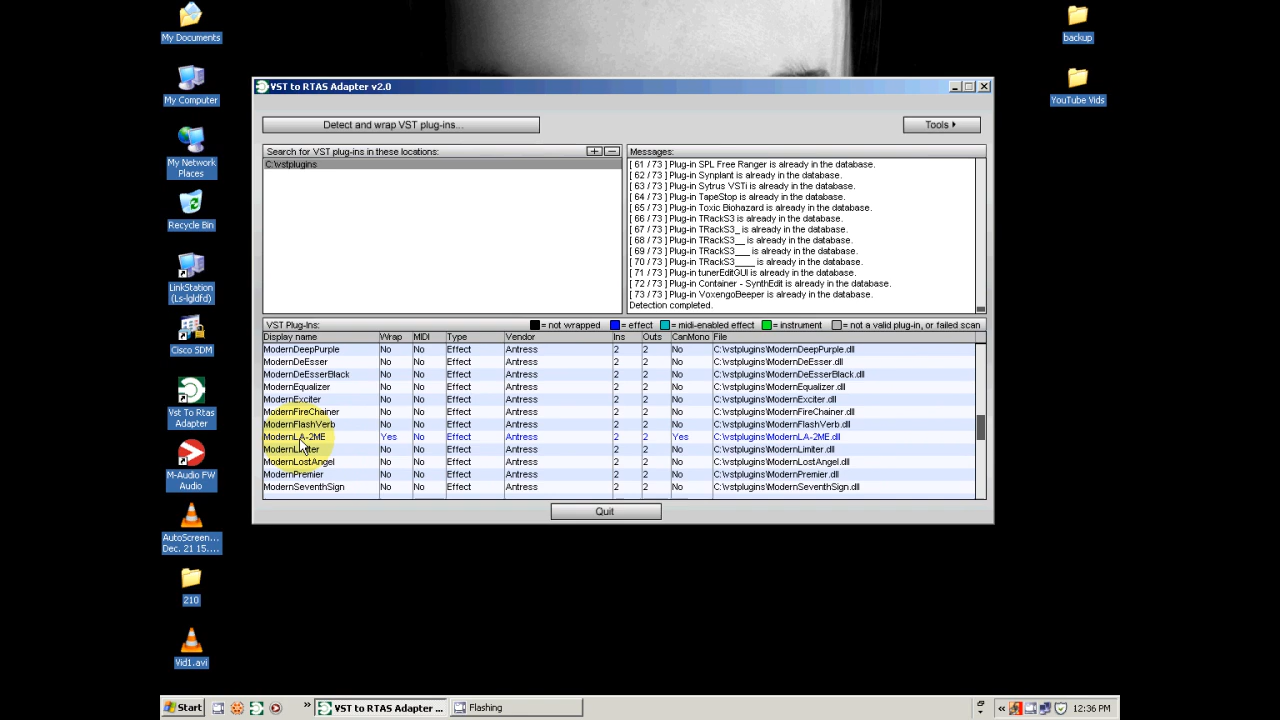 My Documents
My Computer
My Network
Places
Recycle Bin
LinkStation
(Ls-lgldfd)
Cisco SDM
Vst To Rtas
Adapter
M-Audio FW
Audio
AutoScreen...
Dec. 21 15....
210
Vid1.avi
backup
YouTube Vids
VST to RTAS Adapter v2.0
Detect and wrap VST plug-ins...
Tools
Search for VST plug-ins in these locations:
C:\vstplugins
Messages:
[ 61 / 73 ] Plug-in SPL Free Ranger is already in the database.
[ 62 / 73 ] Plug-in Synplant is already in the database.
[ 63 / 73 ] Plug-in Sytrus VSTi is already in the database.
[ 64 / 73 ] Plug-in TapeStop is already in the database.
[ 65 / 73 ] Plug-in Toxic Biohazard is already in the database.
[ 66 / 73 ] Plug-in TRackS3 is already in the database.
[ 67 / 73 ] Plug-in TRackS3_ is already in the database.
[ 68 / 73 ] Plug-in TRackS3__ is already in the database.
[ 69 / 73 ] Plug-in TRackS3___ is already in the database.
[ 70 / 73 ] Plug-in TRackS3____ is already in the database.
[ 71 / 73 ] Plug-in tunerEditGUI is already in the database.
[ 72 / 73 ] Plug-in Container - SynthEdit is already in the database.
[ 73 / 73 ] Plug-in VoxengoBeeper is already in the database.
Detection completed.
VST Plug-Ins: = not wrapped = effect = midi-enabled effect = instrument = not a valid plug-in, or failed scan
Display name Wrap MIDI Type Vendor Ins Outs CanMono File
ModernDeepPurple No No Effect Antress 2 2 No C:\vstplugins\ModernDeepPurple.dll
ModernDeEsser No No Effect Antress 2 2 No C:\vstplugins\ModernDeEsser.dll
ModernDeEsserBlack No No Effect Antress 2 2 No C:\vstplugins\ModernDeEsserBlack.dll
ModernEqualizer No No Effect Antress 2 2 No C:\vstplugins\ModernEqualizer.dll
ModernExciter No No Effect Antress 2 2 No C:\vstplugins\ModernExciter.dll
ModernFireChainer No No Effect Antress 2 2 No C:\vstplugins\ModernFireChainer.dll
ModernFlashVerb No No Effect Antress 2 2 No C:\vstplugins\ModernFlashVerb.dll
ModernLA-2ME Yes No Effect Antress 2 2 Yes C:\vstplugins\ModernLA-2ME.dll
ModernLimiter No No Effect Antress 2 2 No C:\vstplugins\ModernLimiter.dll
ModernLostAngel No No Effect Antress 2 2 No C:\vstplugins\ModernLostAngel.dll
ModernPremier No No Effect Antress 2 2 No C:\vstplugins\ModernPremier.dll
ModernSeventhSign No No Effect Antress 2 2 No C:\vstplugins\ModernSeventhSign.dll
Quit
Start
VST to RTAS Adapter ...
Flashing
12:36 PM